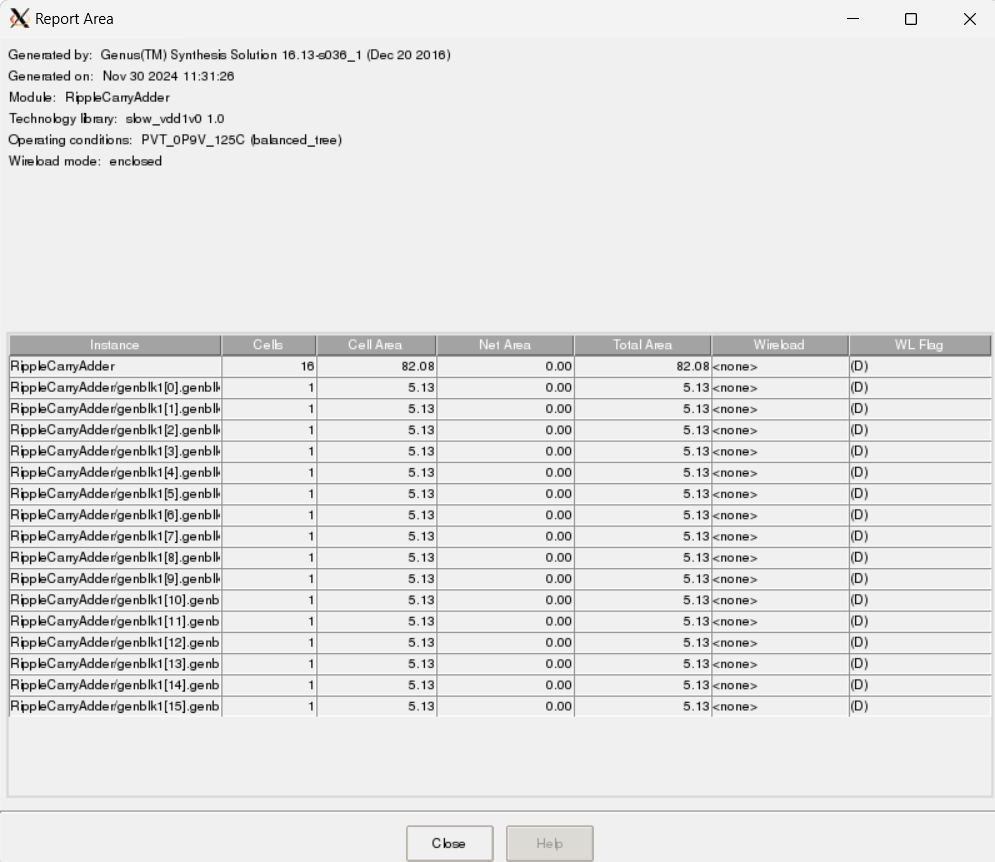 Report Area
Generated by: Genus(TM) Synthesis Solution 16.13-s036_1 (Dec 20 2016)
Generated on: Nov 30 2024 11:31:26
Module: RippleCarryAdder
Technology library: slow_vdd1v0 1.0
Operating conditions: PVT_0P9V_125C (balanced_tree)
Wireload mode: enclosed
Instance Cells Cell Area Net Area Total Area Wireload WL Flag
RippleCarryAdder 16 82.08 0.00 82.08 <none> (D)
RippleCarryAdder/genblk1[0].genblk 1 5.13 0.00 5.13 <none> (D)
RippleCarryAdder/genblk1[1].genblk 1 5.13 0.00 5.13 <none> (D)
RippleCarryAdder/genblk1[2].genblk 1 5.13 0.00 5.13 <none> (D)
RippleCarryAdder/genblk1[3].genblk 1 5.13 0.00 5.13 <none> (D)
RippleCarryAdder/genblk1[4].genblk 1 5.13 0.00 5.13 <none> (D)
RippleCarryAdder/genblk1[5].genblk 1 5.13 0.00 5.13 <none> (D)
RippleCarryAdder/genblk1[6].genblk 1 5.13 0.00 5.13 <none> (D)
RippleCarryAdder/genblk1[7].genblk 1 5.13 0.00 5.13 <none> (D)
RippleCarryAdder/genblk1[8].genblk 1 5.13 0.00 5.13 <none> (D)
RippleCarryAdder/genblk1[9].genblk 1 5.13 0.00 5.13 <none> (D)
RippleCarryAdder/genblk1[10].genb 1 5.13 0.00 5.13 <none> (D)
RippleCarryAdder/genblk1[11].genb 1 5.13 0.00 5.13 <none> (D)
RippleCarryAdder/genblk1[12].genb 1 5.13 0.00 5.13 <none> (D)
RippleCarryAdder/genblk1[13].genb 1 5.13 0.00 5.13 <none> (D)
RippleCarryAdder/genblk1[14].genb 1 5.13 0.00 5.13 <none> (D)
RippleCarryAdder/genblk1[15].genb 1 5.13 0.00 5.13 <none> (D)
Close Help